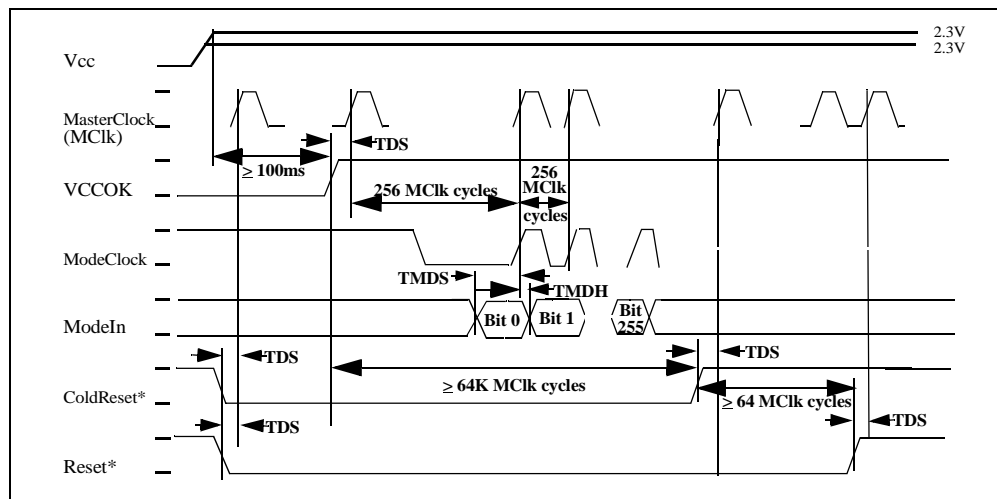 2.3V
Vcc
2.3V
MasterClock
(MClk)
TDS
≥ 100ms
256
MClk
cycles
VCCOK
256 MClk cycles
ModeClock
TMDS
TMDH
ModeIn
Bit 0
Bit 1
Bit
255
TDS
TDS
ColdReset*
≥ 64K MClk cycles
≥ 64 MClk cycles
TDS
TDS
Reset*